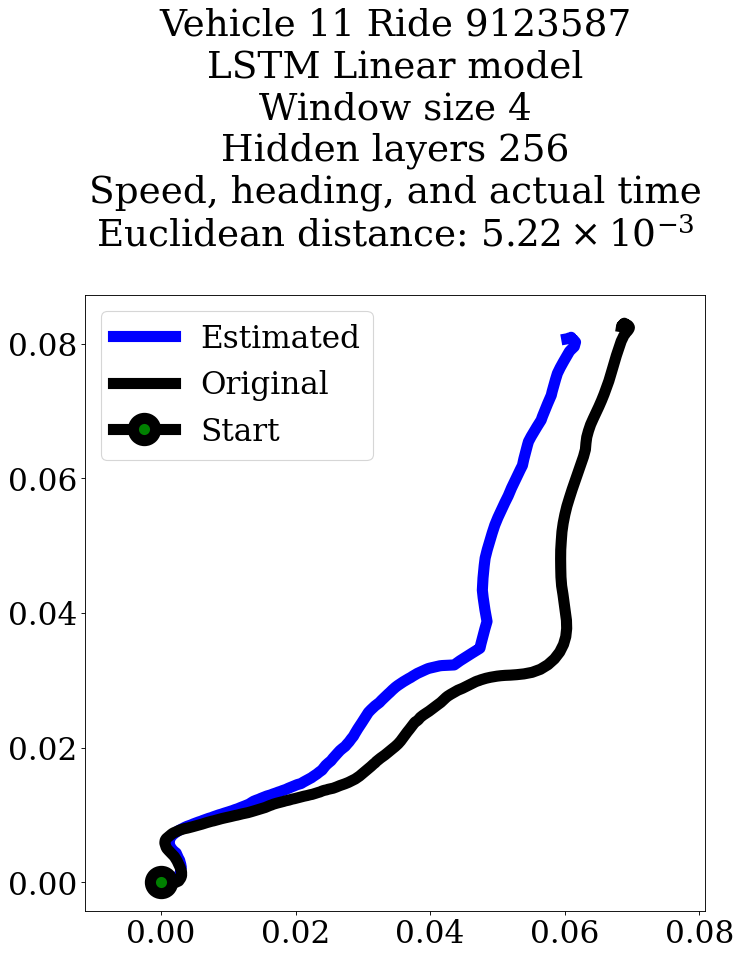 Vehicle 11 Ride 9123587
LSTM Linear model
Window size 4
Hidden layers 256
Speed, heading, and actual time
Euclidean distance: 5.22 × 10⁻³
Estimated
Original
Start
0.08
0.06
0.04
0.02
0.00
0.00 0.02 0.04 0.06 0.08